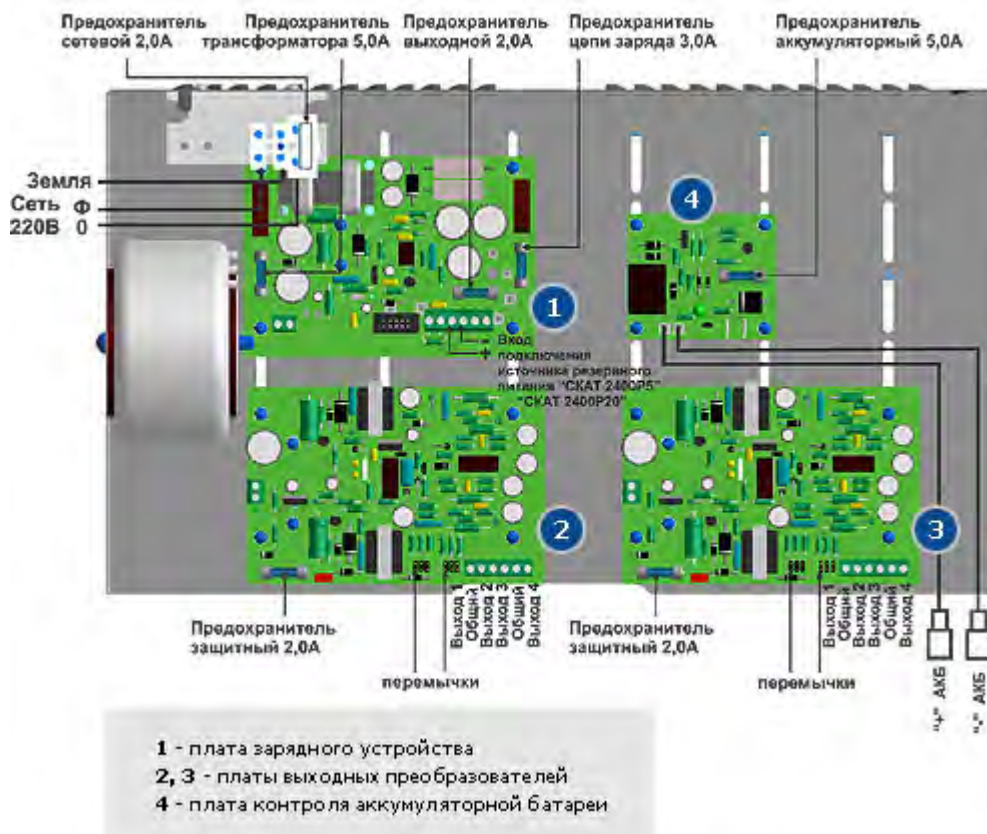 Предохранитель
сетевой 2,0А
Предохранитель
трансформатора 5,0А
Предохранитель
выходной 2,0А
Предохранитель
цепи заряда 3,0А
Предохранитель
аккумуляторный 5,0А
Земля
Сеть Ф
220В 0
1
4
- Вход
+ подключения
источника резервного
питания "СКАТ 2400Р5"
"СКАТ 2400Р20"
2
3
Выход 1
Общий
Выход 2
Выход 3
Общий
Выход 4
Выход 1
Общий
Выход 2
Выход 3
Общий
Выход 4
Предохранитель
защитный 2,0А
Предохранитель
защитный 2,0А
перемычки
перемычки
"+" АКБ
"-" АКБ
1 - плата зарядного устройства
2, 3 - платы выходных преобразователей
4 - плата контроля аккумуляторной батареи